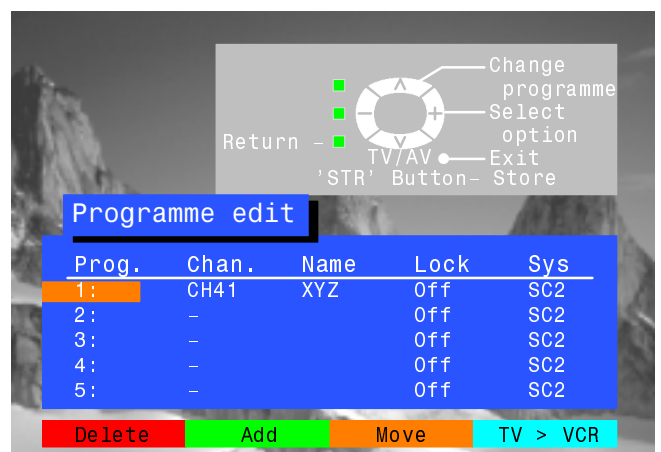 Change
programme
Select
option
Return –
TV/AV ● Exit
'STR' Button– Store
Programme edit
Prog. Chan. Name Lock Sys
1: CH41 XYZ Off SC2
2: – Off SC2
3: – Off SC2
4: – Off SC2
5: – Off SC2
Delete Add Move TV > VCR